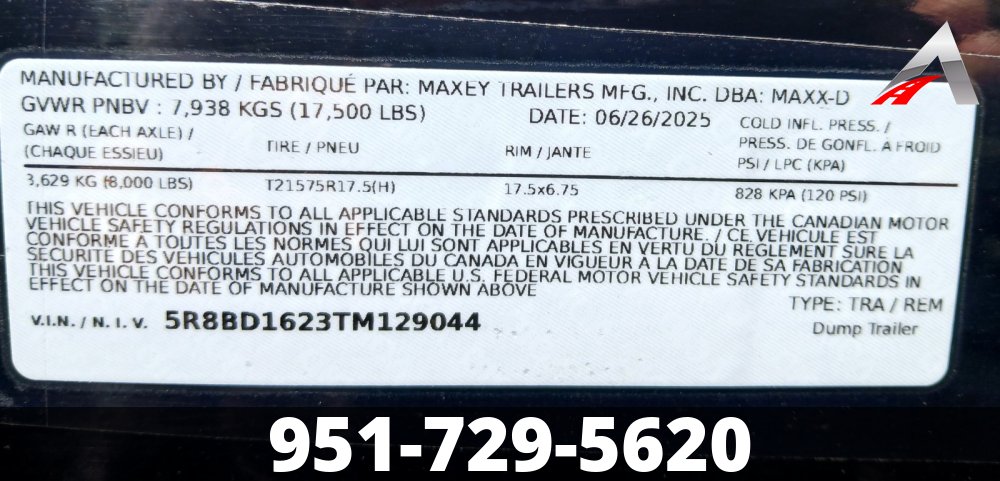 MANUFACTURED BY / FABRIQUÉ PAR: MAXEY TRAILERS MFG., INC. DBA: MAXX-D
GVWR PNBV : 7,938 KGS (17,500 LBS) DATE: 06/26/2025
GAW R (EACH AXLE) / (CHAQUE ESSIEU) TIRE / PNEU RIM / JANTE COLD INFL. PRESS. / PRESS. DE GONFL. A FROID PSI / LPC (KPA)
3,629 KG (8,000 LBS) T21575R17.5(H) 17.5x6.75 828 KPA (120 PSI)
THIS VEHICLE CONFORMS TO ALL APPLICABLE STANDARDS PRESCRIBED UNDER THE CANADIAN MOTOR
VEHICLE SAFETY REGULATIONS IN EFFECT ON THE DATE OF MANUFACTURE. / CE VEHICULE EST
CONFORME A TOUTES LES NORMES QUI LUI SONT APPLICABLES EN VERTU DU REGLEMENT SURE LA
SECURITE DES VEHICULES AUTOMOBILES DU CANADA EN VIGUEUR A LA DATE DE SA FABRICATION
THIS VEHICLE CONFORMS TO ALL APPLICABLE U.S. FEDERAL MOTOR VEHICLE SAFETY STANDARDS IN
EFFECT ON THE DATE OF MANUFACTURE SHOWN ABOVE
TYPE: TRA / REM
V.I.N. / N. I. V. 5R8BD1623TM129044 Dump Trailer
951-729-5620